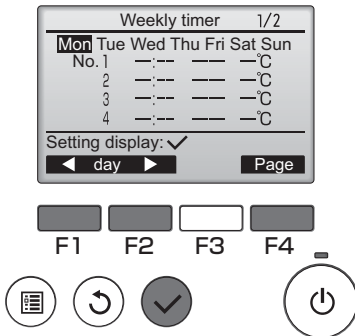 Weekly timer 1/2
Mon Tue Wed Thu Fri Sat Sun
No. 1 –:-- –– –℃
2 –:-- –– –℃
3 –:-- –– –℃
4 –:-- –– –℃
Setting display: ✓
◀ day ▶ Page
F1 F2 F3 F4